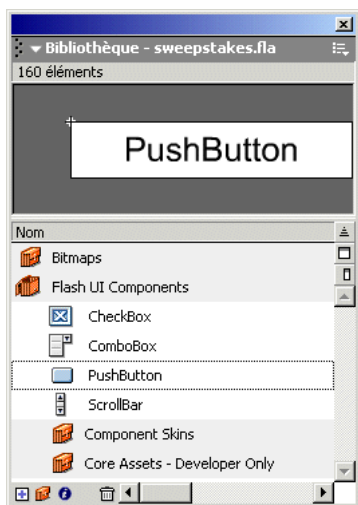 Bibliothèque - sweepstakes.fla
160 éléments
PushButton
Nom
Bitmaps
Flash UI Components
CheckBox
ComboBox
PushButton
ScrollBar
Component Skins
Core Assets - Developer Only